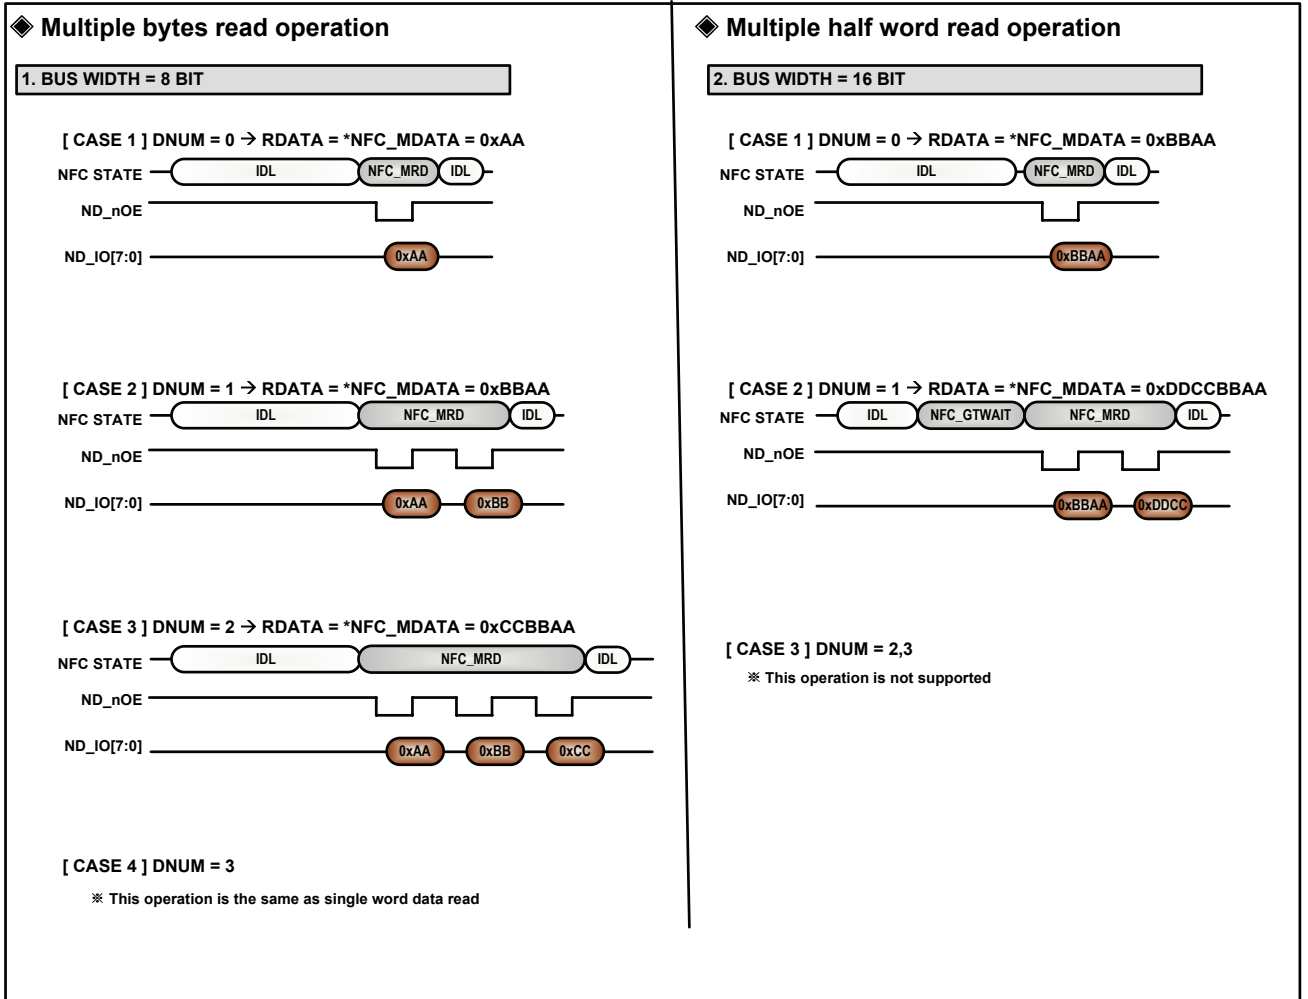 ◈ Multiple bytes read operation
1. BUS WIDTH = 8 BIT
[ CASE 1 ] DNUM = 0 → RDATA = *NFC_MDATA = 0xAA
NFC STATE IDL NFC_MRD IDL
ND_nOE
ND_IO[7:0] 0xAA
[ CASE 2 ] DNUM = 1 → RDATA = *NFC_MDATA = 0xBBAA
NFC STATE IDL NFC_MRD IDL
ND_nOE
ND_IO[7:0] 0xAA 0xBB
[ CASE 3 ] DNUM = 2 → RDATA = *NFC_MDATA = 0xCCBBAA
NFC STATE IDL NFC_MRD IDL
ND_nOE
ND_IO[7:0] 0xAA 0xBB 0xCC
[ CASE 4 ] DNUM = 3
※ This operation is the same as single word data read
◈ Multiple half word read operation
2. BUS WIDTH = 16 BIT
[ CASE 1 ] DNUM = 0 → RDATA = *NFC_MDATA = 0xBBAA
NFC STATE IDL NFC_MRD IDL
ND_nOE
ND_IO[7:0] 0xBBAA
[ CASE 2 ] DNUM = 1 → RDATA = *NFC_MDATA = 0xDDCCBBAA
NFC STATE IDL NFC_GTWAIT NFC_MRD IDL
ND_nOE
ND_IO[7:0] 0xBBAA 0xDDCC
[ CASE 3 ] DNUM = 2,3
※ This operation is not supported